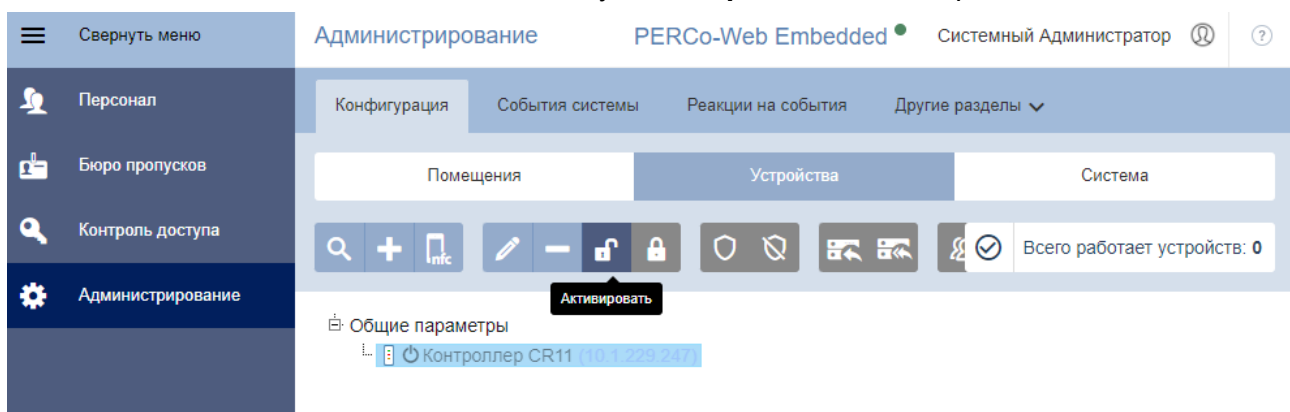 Свернуть меню
Администрирование
PERCo-Web Embedded
Системный Администратор
?
Персонал
Конфигурация
События системы
Реакции на события
Другие разделы
Бюро пропусков
Помещения
Устройства
Система
Контроль доступа
nfc
Всего работает устройств: 0
Администрирование
Активировать
Общие параметры
Контроллер CR11 (10.1.229.247)